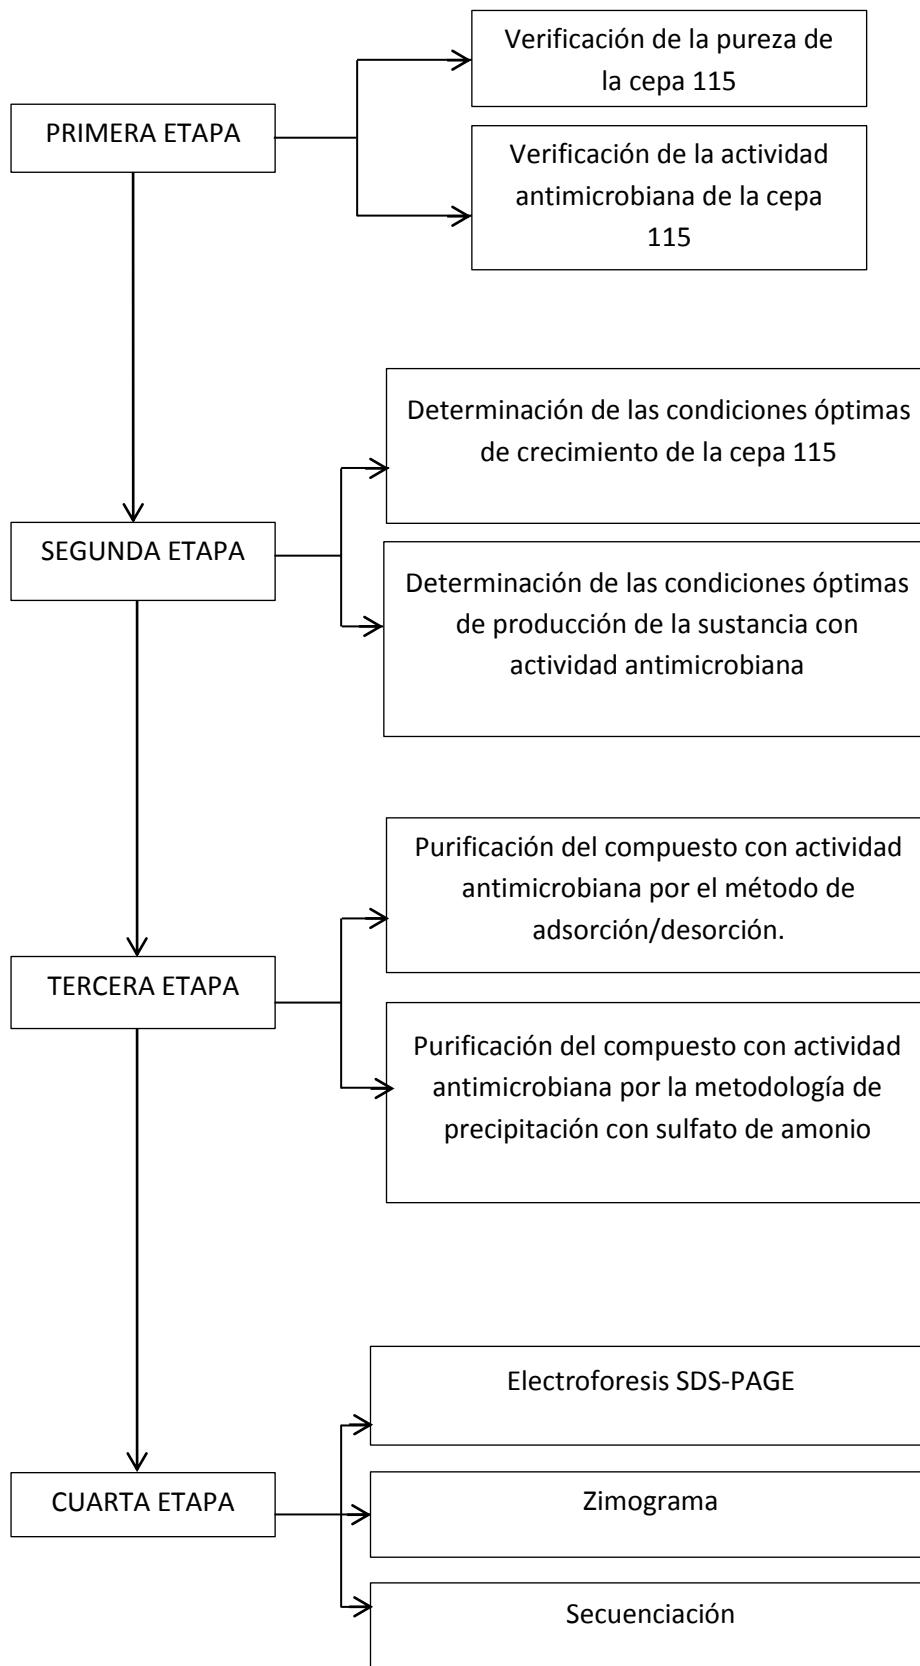 PRIMERA ETAPA
Verificación de la pureza de
la cepa 115
Verificación de la actividad
antimicrobiana de la cepa
115
SEGUNDA ETAPA
Determinación de las condiciones óptimas
de crecimiento de la cepa 115
Determinación de las condiciones óptimas
de producción de la sustancia con
actividad antimicrobiana
TERCERA ETAPA
Purificación del compuesto con actividad
antimicrobiana por el método de
adsorción/desorción.
Purificación del compuesto con actividad
antimicrobiana por la metodología de
precipitación con sulfato de amonio
CUARTA ETAPA
Electroforesis SDS-PAGE
Zimograma
Secuenciación